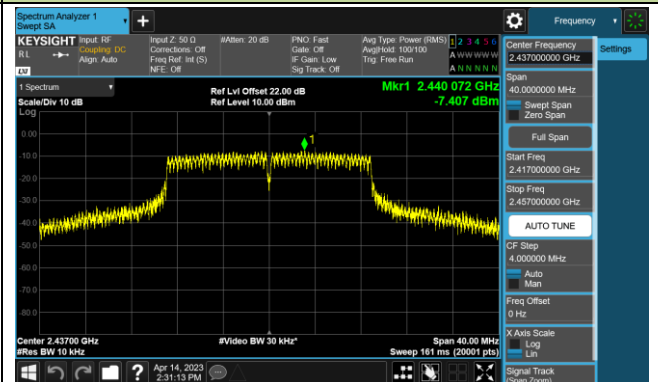 Spectrum Analyzer 1
Swept SA
+
Frequency
KEYSIGHT Input: RF Input Z: 50 Ω #Atten: 20 dB PNO: Fast Avg Type: Power (RMS) 1 2 3 4 5 6
RL Coupling: DC Corrections: Off Gate: Off Avg|Hold: 100/100 A W W W W W
Align: Auto Freq Ref: Int (S) IF Gain: Low Trig: Free Run
LXI NFE: Off Sig Track: Off A N N N N N
Center Frequency
2.437000000 GHz
Settings
1 Spectrum
Ref Lvl Offset 22.00 dB
Mkr1 2.440 072 GHz
Scale/Div 10 dB
Ref Level 10.00 dBm
-7.407 dBm
Log
0.00
-10.0
-20.0
-30.0
-40.0
-50.0
-60.0
-70.0
-80.0
1
Span
40.0000000 MHz
Swept Span
Zero Span
Full Span
Start Freq
2.417000000 GHz
Stop Freq
2.457000000 GHz
AUTO TUNE
CF Step
4.000000 MHz
Auto
Man
Freq Offset
0 Hz
X Axis Scale
Log
Lin
Signal Track
(Span Zoom)
Center 2.43700 GHz
#Video BW 30 kHz*
Span 40.00 MHz
#Res BW 10 kHz
Sweep 161 ms (20001 pts)
?
Apr 14, 2023
2:31:13 PM